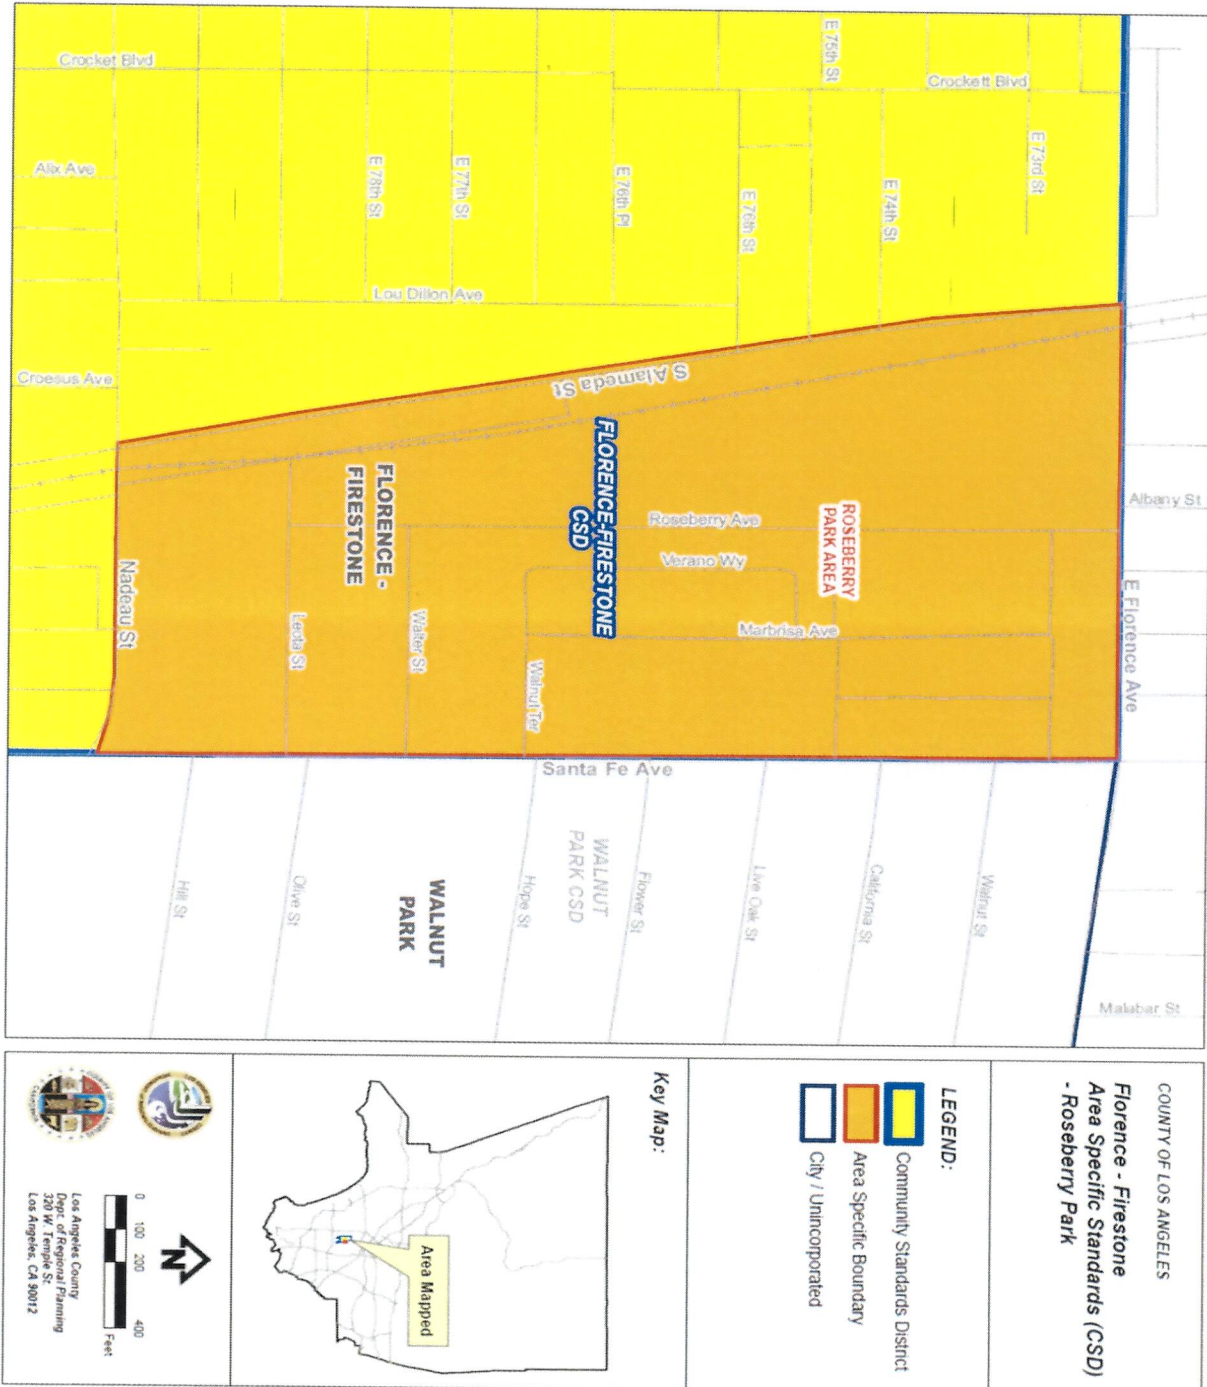 COUNTY OF LOS ANGELES
Florence - Firestone
Area Specific Standards (CSD)
- Roseberry Park
LEGEND:
Community Standards District
Area Specific Boundary
City / Unincorporated
Key Map:
Area Mapped
N
0 100 200 400
Feet
Los Angeles County
Dept. of Regional Planning
320 W. Temple St.
Los Angeles, CA 90012
E Florence Ave
Albany St
Malabar St
E 73rd St
Crockett Blvd
E 74th St
E 75th St
E 76th St
E 76th Pl
E 77th St
E 78th St
Crocket Blvd
Alix Ave
Lou Dillon Ave
Croesus Ave
S Alameda St
ROSEBERRY
PARK AREA
Roseberry Ave
Verano Wy
Marbrisa Ave
FLORENCE-FIRESTONE
CSD
FLORENCE -
FIRESTONE
Walnut Ter
Walter St
Leota St
Nadeau St
Santa Fe Ave
Walnut St
California St
Live Oak St
Flower St
WALNUT
PARK CSD
Hope St
WALNUT
PARK
Olive St
Hill St